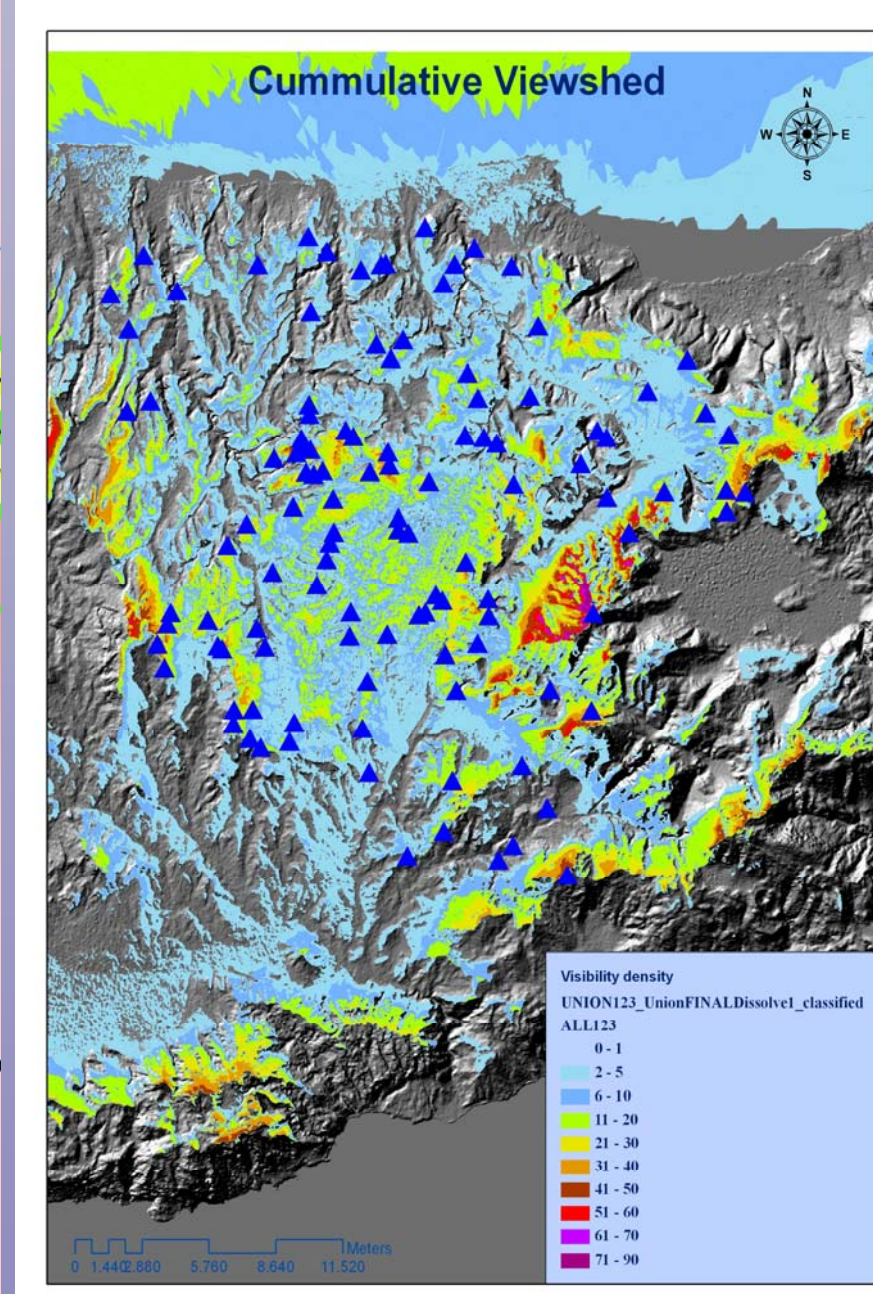 Cummulative Viewshed
N
W E
S
Visibility density
UNION123_UnionFINALDissolve1_classified
ALL123
0 - 1
2 - 5
6 - 10
11 - 20
21 - 30
31 - 40
41 - 50
51 - 60
61 - 70
71 - 90
Meters
0 1.440 2.880 5.760 8.640 11.520